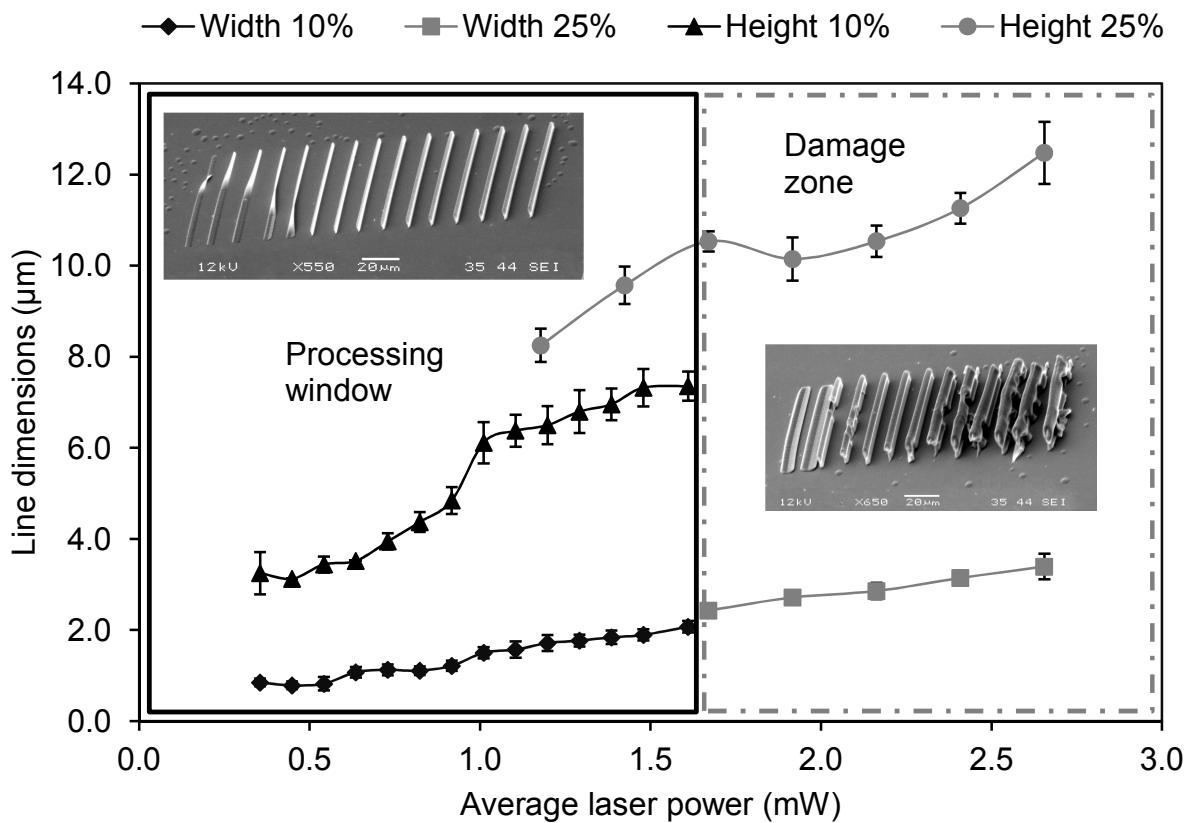 Width 10% Width 25% Height 10% Height 25%
14.0
12.0
10.0
8.0
6.0
4.0
2.0
0.0
Line dimensions (µm)
12kV X550 20µm 35 44 SEI
Processing
window
Damage
zone
12kV X650 20µm 35 44 SEI
0.0 0.5 1.0 1.5 2.0 2.5 3.0
Average laser power (mW)